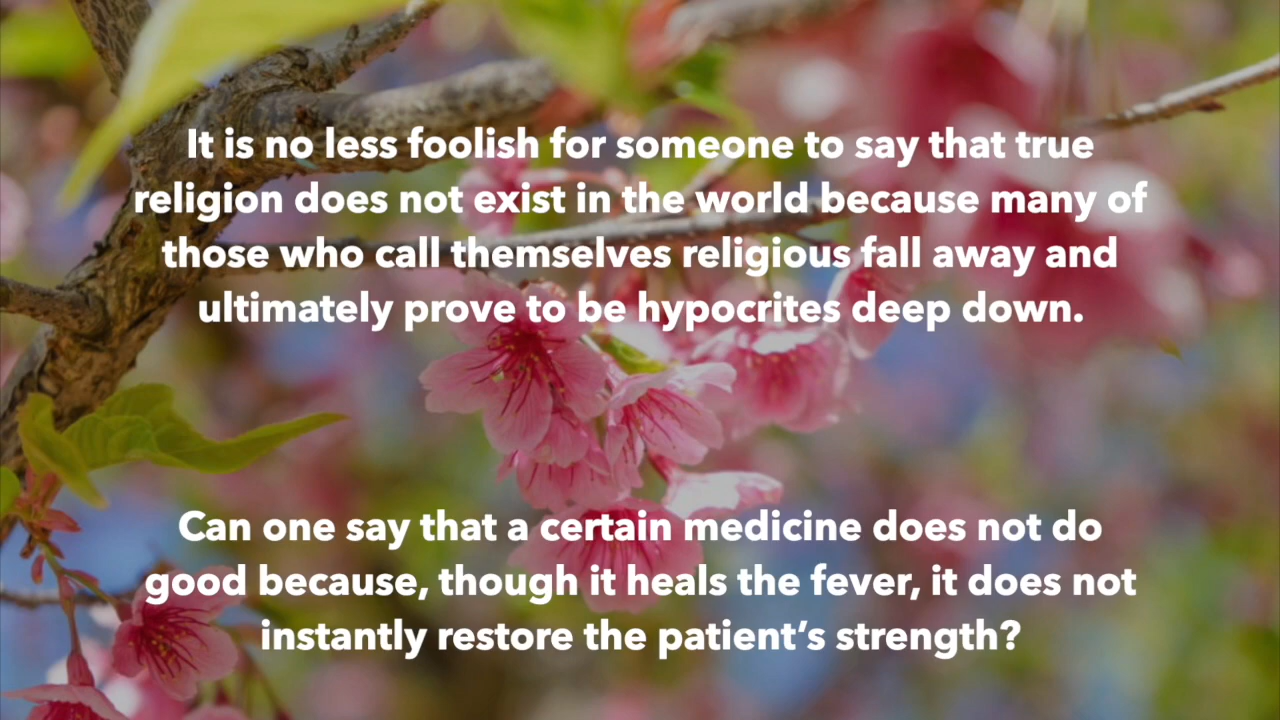 It is no less foolish for someone to say that true
religion does not exist in the world because many of
those who call themselves religious fall away and
ultimately prove to be hypocrites deep down.
Can one say that a certain medicine does not do
good because, though it heals the fever, it does not
instantly restore the patient’s strength?